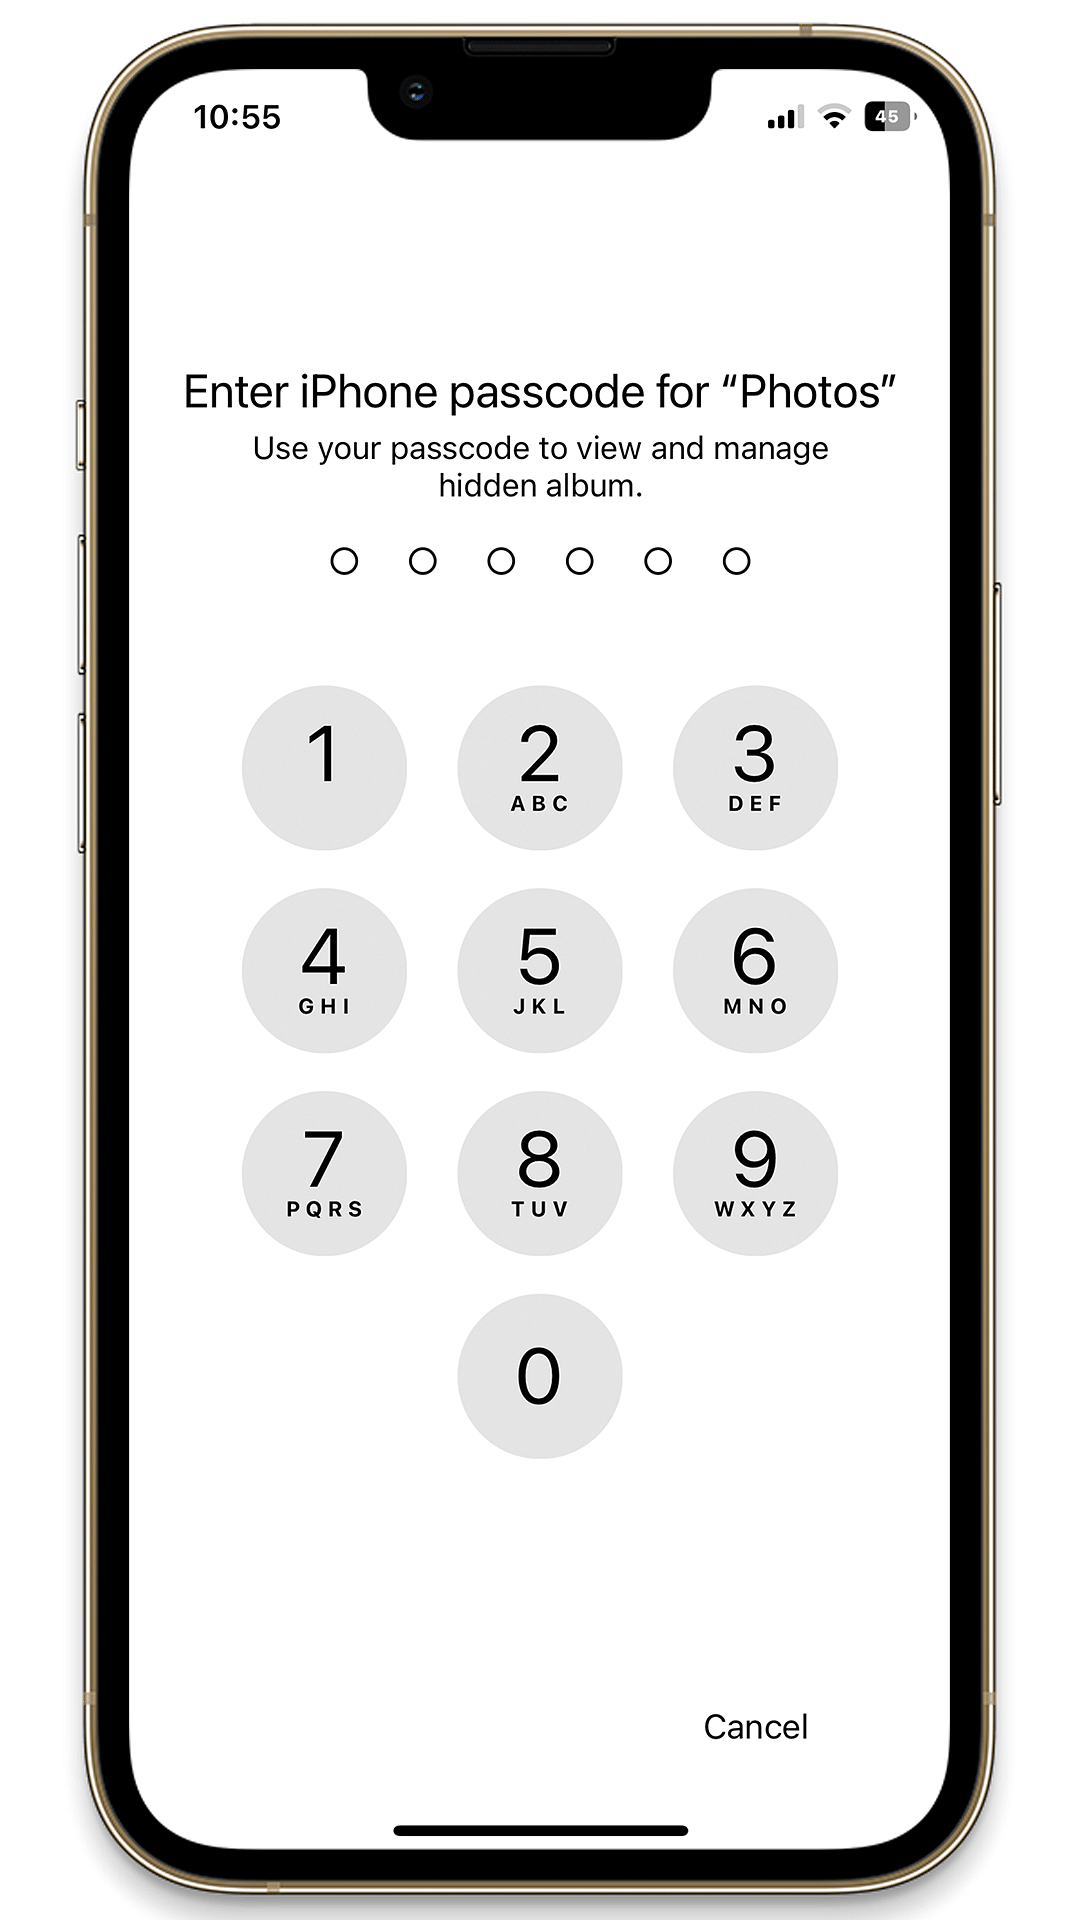 10:55
45
Enter iPhone passcode for “Photos”
Use your passcode to view and manage
hidden album.
1 2 3
ABC DEF
4 5 6
GHI JKL MNO
7 8 9
PQRS TUV WXYZ
0
Cancel